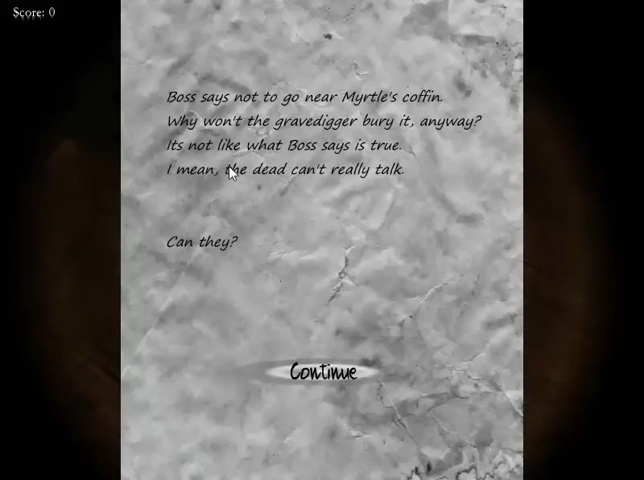 Score: 0
Boss says not to go near Myrtle's coffin.
Why won't the gravedigger bury it, anyway?
Its not like what Boss says is true.
I mean, the dead can't really talk.
Can they?
Continue